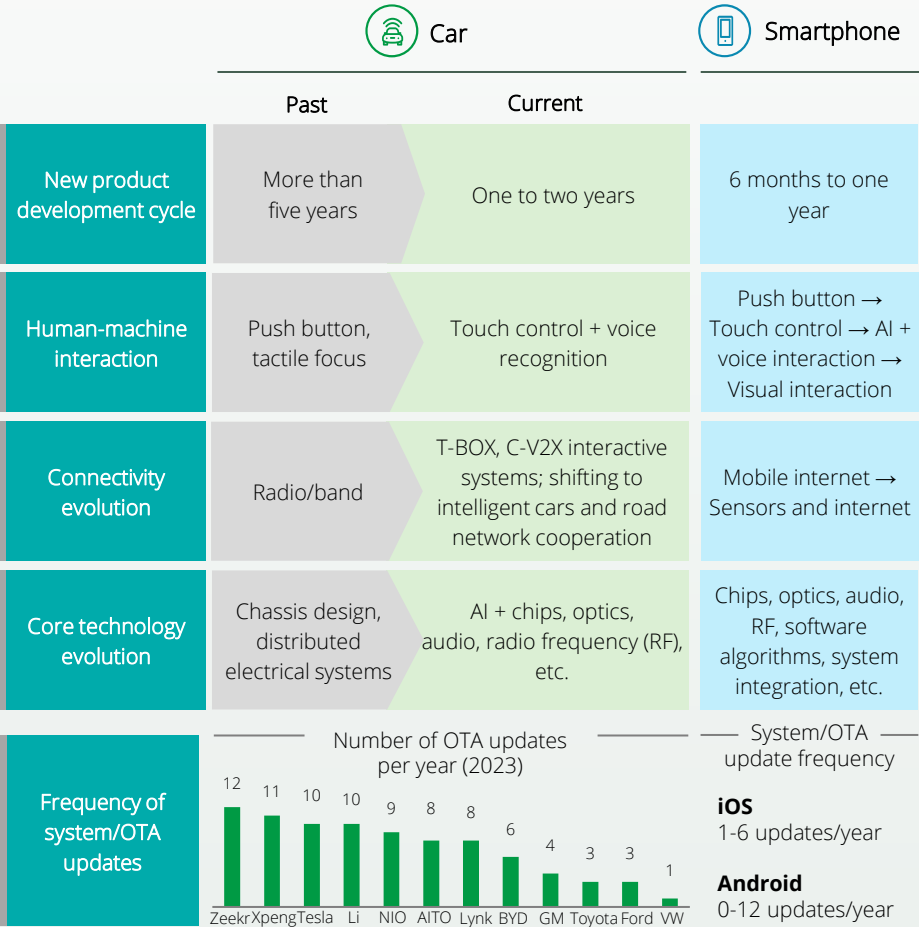 Car
Smartphone
Past
Current
New product
development cycle
More than
five years
One to two years
6 months to one
year
Human-machine
interaction
Push button,
tactile focus
Touch control + voice
recognition
Push button →
Touch control → AI +
voice interaction →
Visual interaction
Connectivity
evolution
Radio/band
T-BOX, C-V2X interactive
systems; shifting to
intelligent cars and road
network cooperation
Mobile internet →
Sensors and internet
Core technology
evolution
Chassis design,
distributed
electrical systems
AI + chips, optics,
audio, radio frequency (RF),
etc.
Chips, optics, audio,
RF, software
algorithms, system
integration, etc.
Frequency of
system/OTA
updates
Number of OTA updates
per year (2023)
12 11 10 10 9 8 8 6 4 3 3 1
Zeekr Xpeng Tesla Li NIO AITO Lynk BYD GM Toyota Ford VW
System/OTA
update frequency
iOS
1-6 updates/year
Android
0-12 updates/year